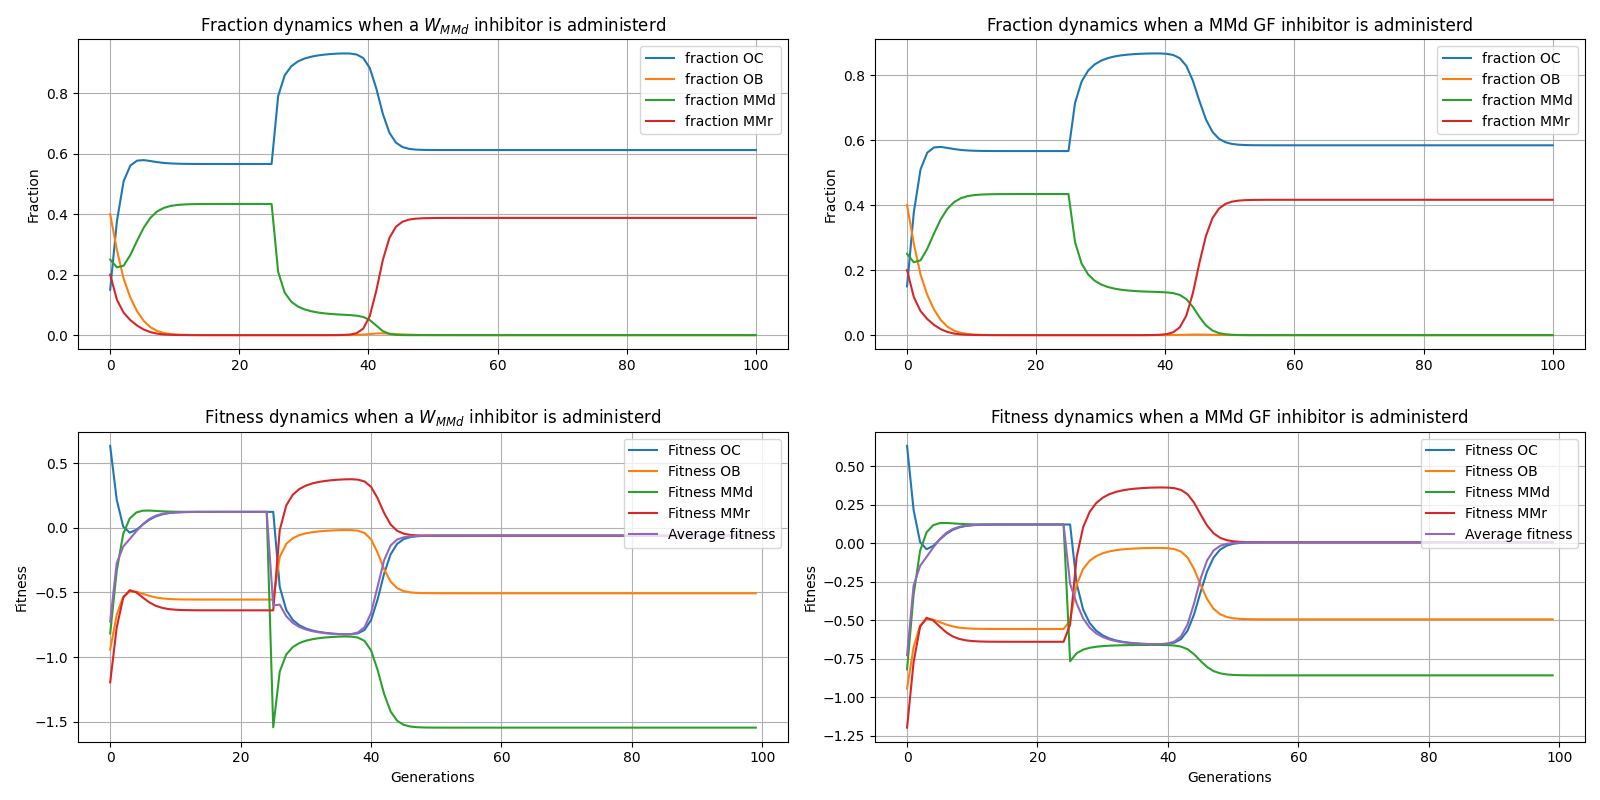 Fraction dynamics when a W_MMd inhibitor is administerd
Fraction
0.8
0.6
0.4
0.2
0.0
0 20 40 60 80 100
fraction OC
fraction OB
fraction MMd
fraction MMr
Fraction dynamics when a MMd GF inhibitor is administerd
Fraction
0.8
0.6
0.4
0.2
0.0
0 20 40 60 80 100
fraction OC
fraction OB
fraction MMd
fraction MMr
Fitness dynamics when a W_MMd inhibitor is administerd
Fitness
0.5
0.0
−0.5
−1.0
−1.5
0 20 40 60 80 100
Generations
Fitness OC
Fitness OB
Fitness MMd
Fitness MMr
Average fitness
Fitness dynamics when a MMd GF inhibitor is administerd
Fitness
0.50
0.25
0.00
−0.25
−0.50
−0.75
−1.00
−1.25
0 20 40 60 80 100
Generations
Fitness OC
Fitness OB
Fitness MMd
Fitness MMr
Average fitness